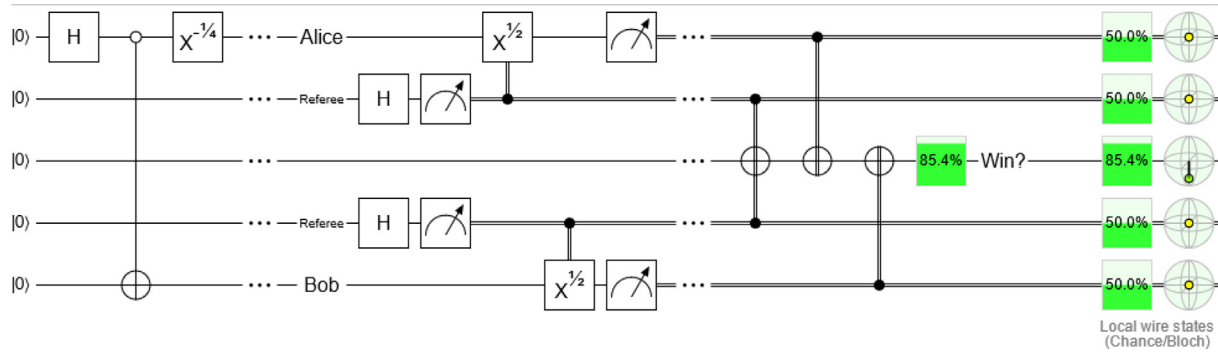 |0⟩ H X^-¼ ... Alice X^½ ... 50.0%
|0⟩ ... Referee H ... 50.0%
|0⟩ ... ... 85.4% Win? 85.4%
|0⟩ ... Referee H ... 50.0%
|0⟩ ... Bob X^½ ... 50.0%
Local wire states
(Chance/Bloch)